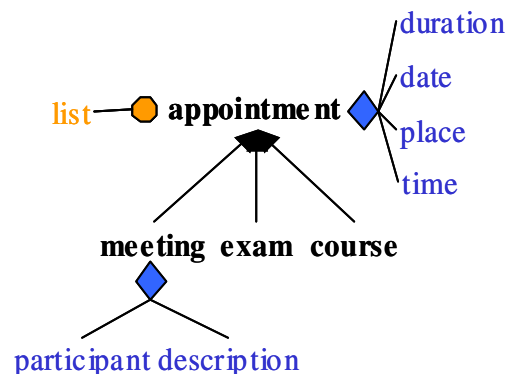 duration
date
list appointment
place
time
meeting exam course
participant description